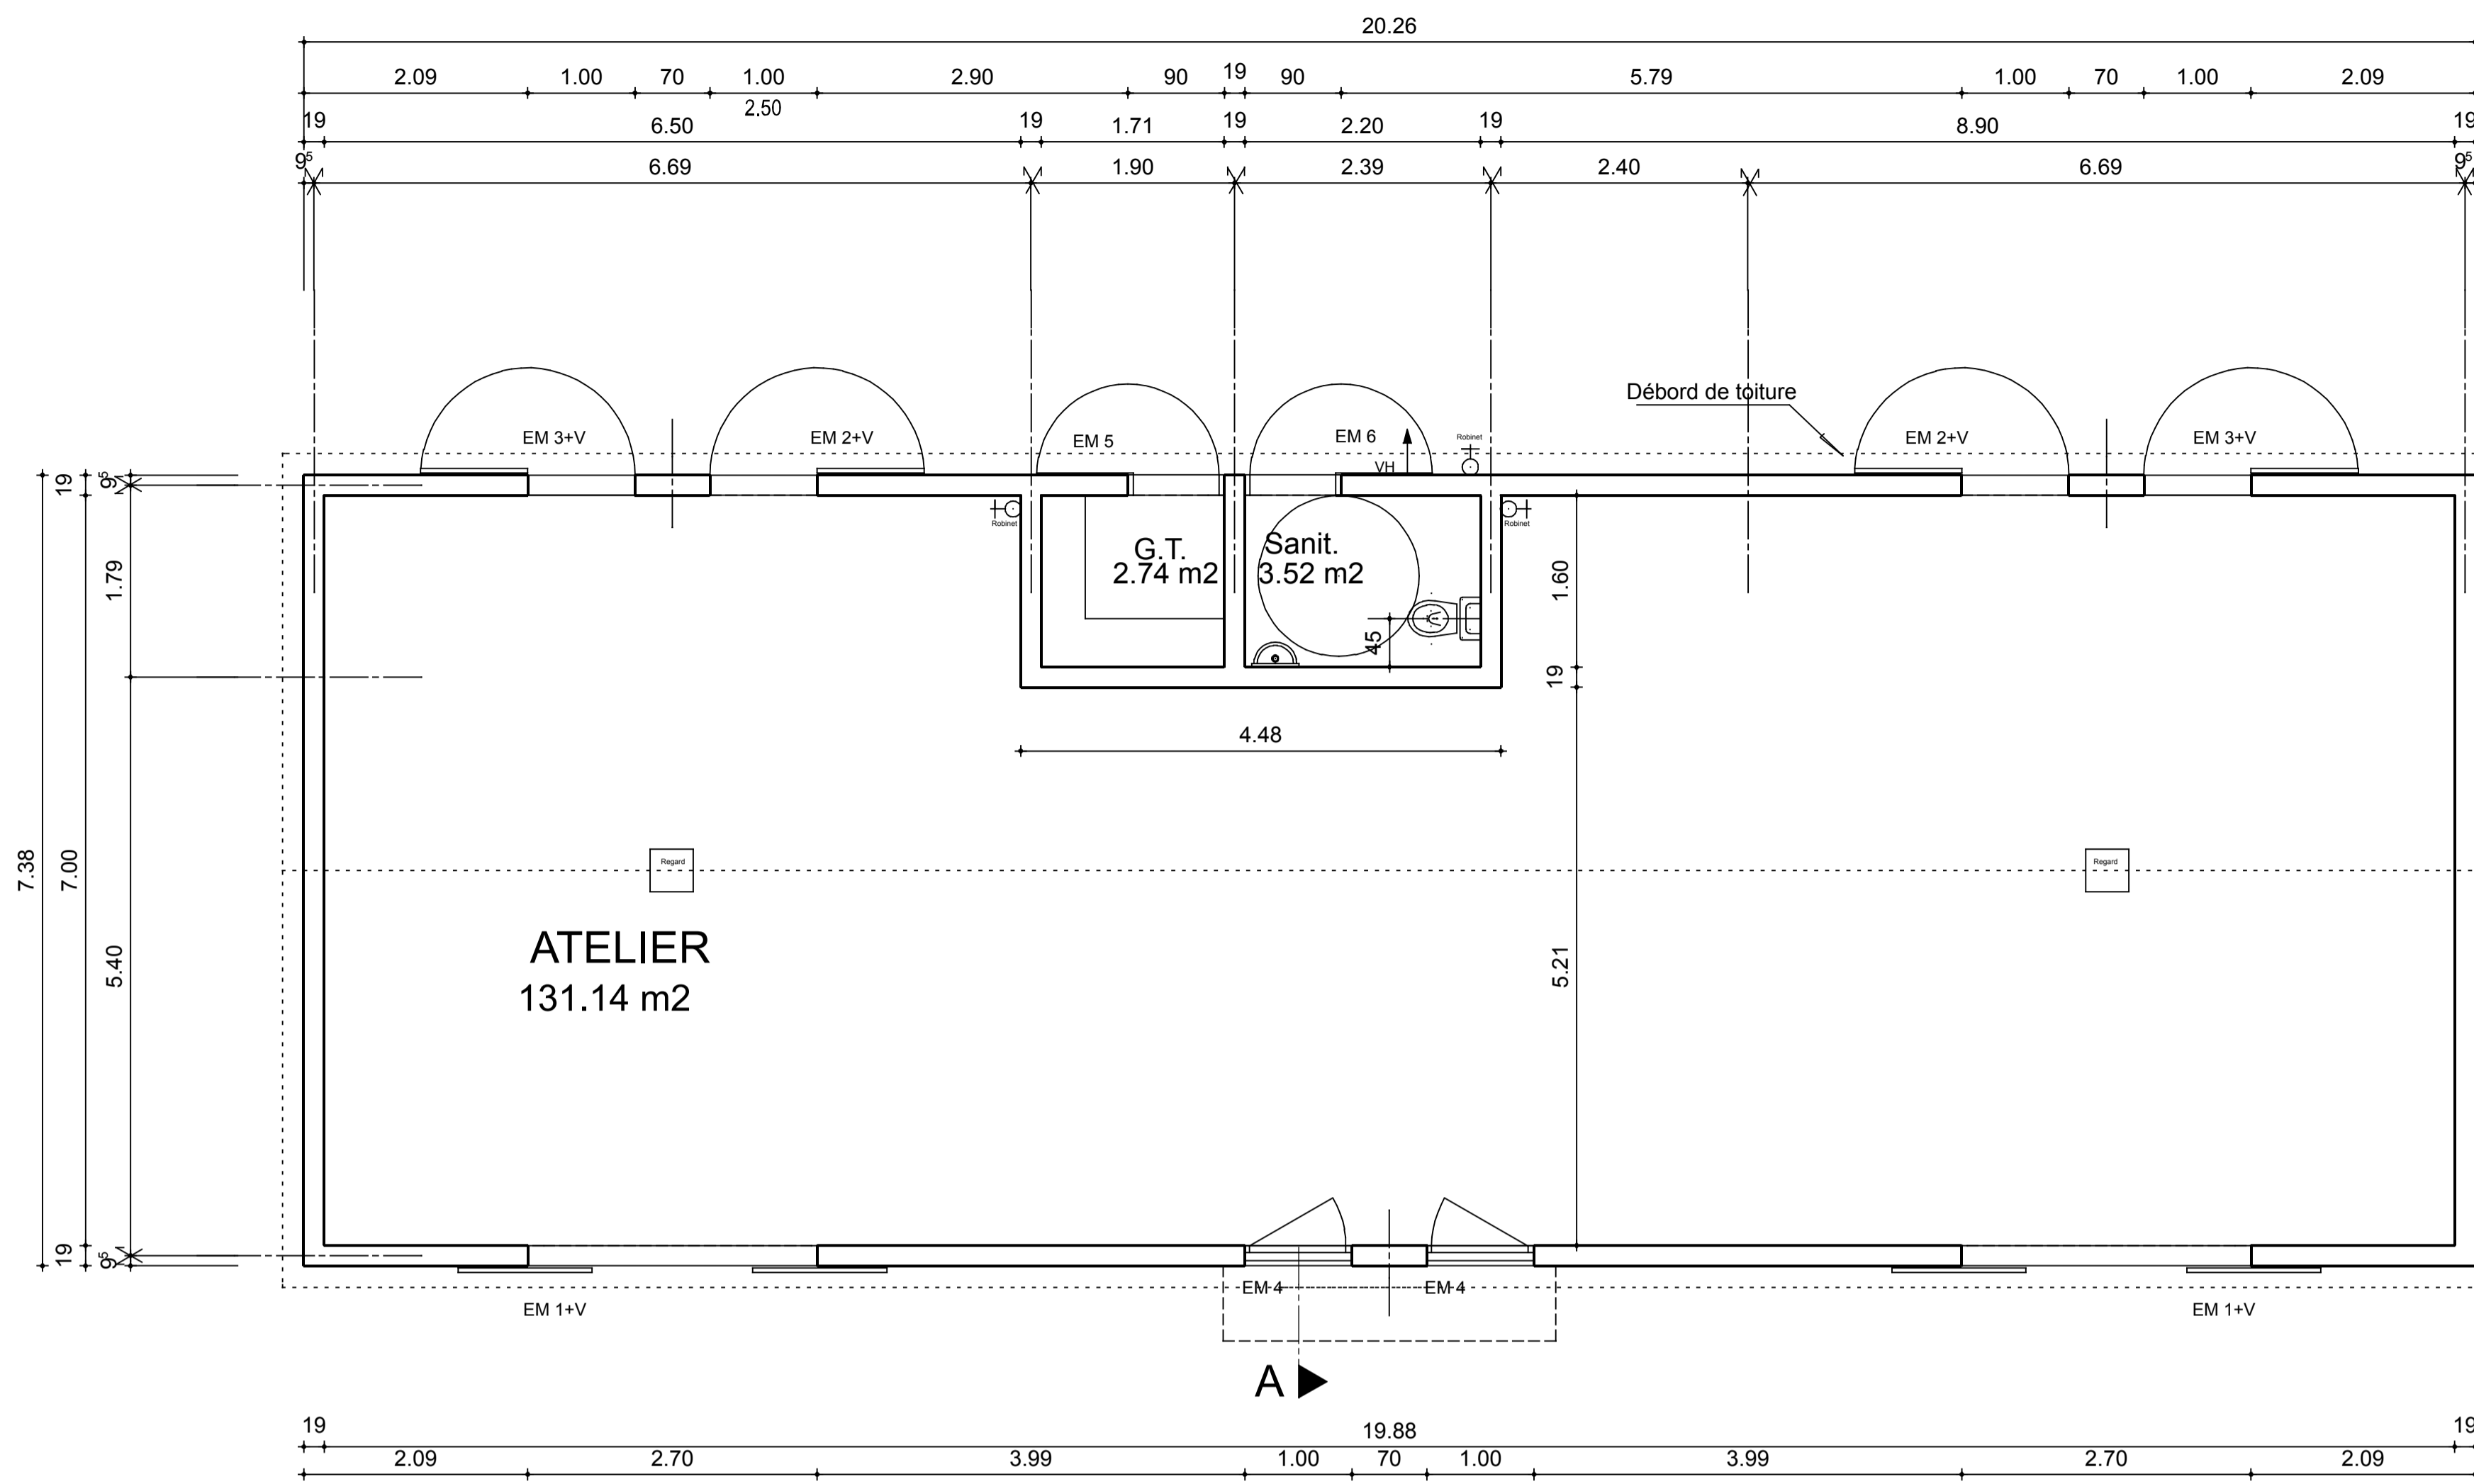 20.26
2.09 1.00 70 1.00 2.90 90 19 90 5.79 1.00 70 1.00 2.09
2.50
19 6.50 19 1.71 19 2.20 19 8.90 19
9⁵ 6.69 1.90 2.39 2.40 6.69 9⁵
Débord de toiture
EM 3+V EM 2+V EM 5 EM 6 Robinet EM 2+V EM 3+V
VH
19 9⁵
Robinet Robinet
G.T. Sanit.
2.74 m2 3.52 m2
1.79 1.60
45
19
4.48
Regard Regard
7.38 7.00
ATELIER
5.40 5.21
131.14 m2
19 9⁵
EM 4 EM 4
EM 1+V EM 1+V
A
19 19.88 19
2.09 2.70 3.99 1.00 70 1.00 3.99 2.70 2.09